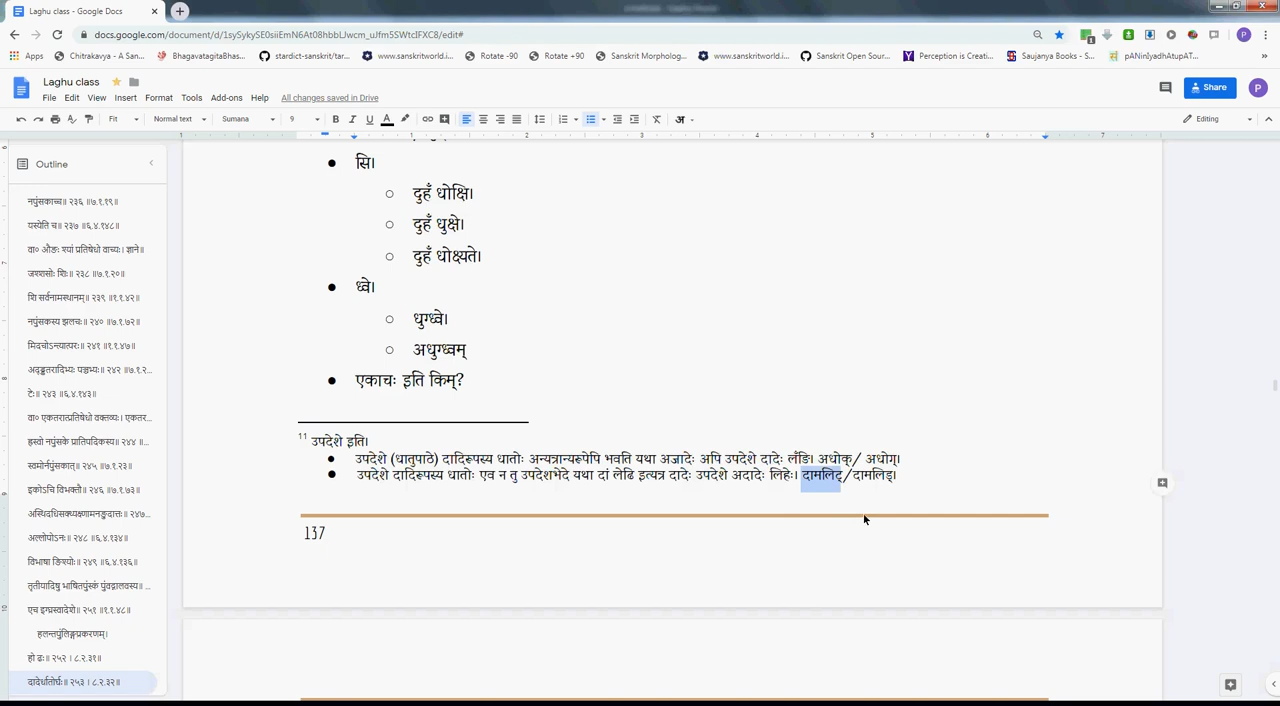 Laghu class - Google Docs
docs.google.com/document/d/1sySykySE0siiEmN6At08hbbLJwcm_uJfm5SWtcIFXC8/edit#
Apps Chitrakavya - A San... BhagavatagitaBhas... stardict-sanskrit/tar... www.sanskritworld.i... Rotate -90 Rotate +90 Sanskrit Morpholog... www.sanskritworld.i... Sanskrit Open Sour... Perception is Creati... Saujanya Books - S... pANinIyadhAtupAT...
Laghu class
File Edit View Insert Format Tools Add-ons Help All changes saved in Drive
Share
P
Fit Normal text Sumana 9 Editing
Outline
नपुंसकाच्च॥ २३६ ॥७.१.१९॥
यस्येति च॥ २३७ ॥६.४.१४८॥
वा० औङः श्यां प्रतिषेधो वाच्यः। ज्ञाने॥
जश्शसोः शिः॥ २३८ ॥७.१.२०॥
शि सर्वनामस्थानम्॥ २३९ ॥१.१.४२॥
नपुंसकस्य झलचः॥ २४० ॥७.१.७२॥
मिदचोऽन्त्यात्परः॥ २४१ ॥१.१.४७॥
अद्ड्डतरादिभ्यः पञ्चभ्यः॥ २४२ ॥७.१.2...
टेः॥ २४३ ॥६.४.१४३॥
वा० एकतरात्प्रतिषेधो वक्तव्यः। एकतर...
ह्रस्वो नपुंसके प्रातिपदिकस्य॥ २४४ ॥...
स्वमोर्नपुंसकात्॥ २४५ ॥७.१.२३॥
इकोऽचि विभक्तौ॥ २४६ ॥७.१.७३॥
अस्थिदधिसक्थ्यक्ष्णामनङुदात्तः॥ २४७...
अल्लोपोऽनः॥ २४८ ॥६.४.१३४॥
विभाषा ङिश्योः॥ २४९ ॥६.४.१३६॥
तृतीयादिषु भाषितपुंस्कं पुंवद्गालवस्य॥ ...
एच इग्घ्रस्वादेशे॥ २५१ ॥१.१.४८॥
हलन्तपुंलिङ्गप्रकरणम्।
हो ढः॥ २५२ । ८.२.३१॥
दादेर्धातोर्घः॥ २५३ । ८.२.३२॥
सि।
दुहँ धोक्षि।
दुहँ धुक्षे।
दुहँ धोक्ष्यते।
ध्वे।
धुग्ध्वे।
अधुग्ध्वम्
एकाचः इति किम्?
11 उपदेशे इति।
उपदेशे (धातुपाठे) दादिरूपस्य धातोः अन्यत्रान्यरूपेपि भवति यथा अजादेः अपि उपदेशे दादेः लँङि। अधोक्/ अधोग्।
उपदेशे दादिरूपस्य धातोः एव न तु उपदेशभेदे यथा दां लेढि इत्यत्र दादेः उपदेशे अदादेः लिहेः। दामलिट्/दामलिड्।
137